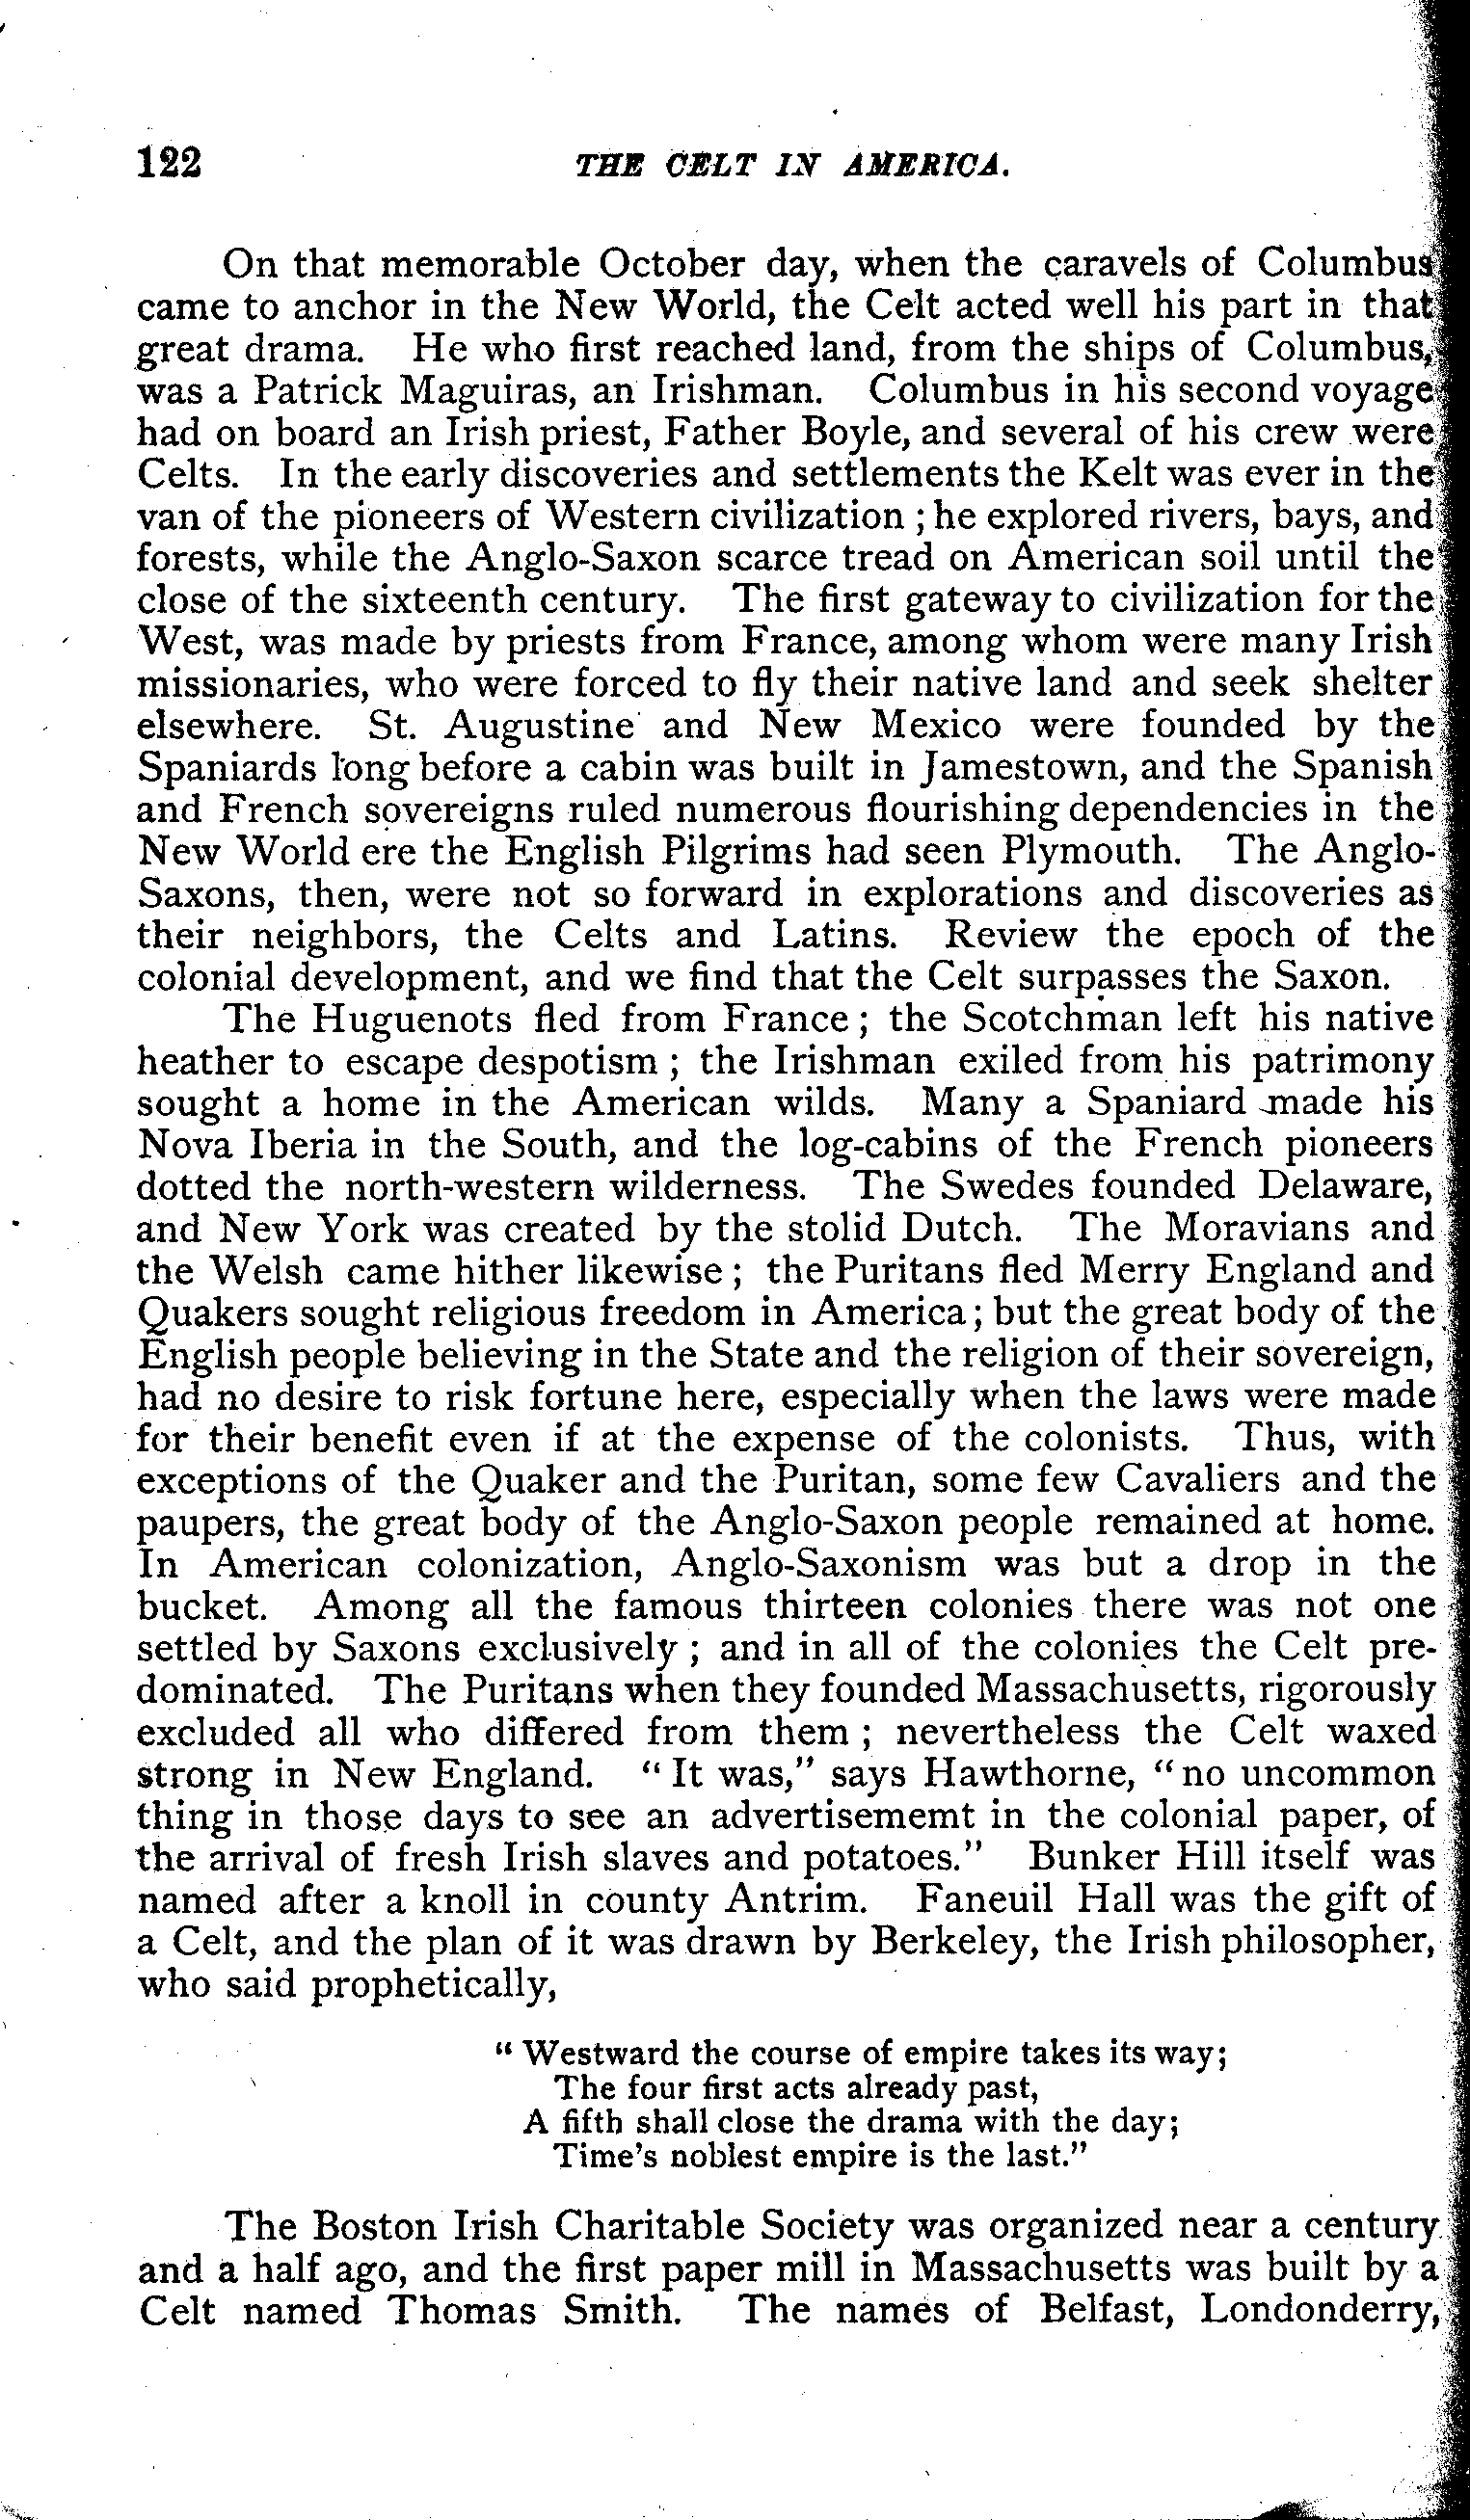 122 THE CELT IN AMERICA.
On that memorable October day, when the caravels of Columbus
came to anchor in the New World, the Celt acted well his part in that
great drama. He who first reached land, from the ships of Columbus,
was a Patrick Maguiras, an Irishman. Columbus in his second voyage
had on board an Irish priest, Father Boyle, and several of his crew were
Celts. In the early discoveries and settlements the Kelt was ever in the
van of the pioneers of Western civilization ; he explored rivers, bays, and
forests, while the Anglo-Saxon scarce tread on American soil until the
close of the sixteenth century. The first gateway to civilization for the
West, was made by priests from France, among whom were many Irish
missionaries, who were forced to fly their native land and seek shelter
elsewhere. St. Augustine and New Mexico were founded by the
Spaniards long before a cabin was built in Jamestown, and the Spanish
and French sovereigns ruled numerous flourishing dependencies in the
New World ere the English Pilgrims had seen Plymouth. The Anglo-
Saxons, then, were not so forward in explorations and discoveries as
their neighbors, the Celts and Latins. Review the epoch of the
colonial development, and we find that the Celt surpasses the Saxon.
The Huguenots fled from France ; the Scotchman left his native
heather to escape despotism ; the Irishman exiled from his patrimony
sought a home in the American wilds. Many a Spaniard made his
Nova Iberia in the South, and the log-cabins of the French pioneers
dotted the north-western wilderness. The Swedes founded Delaware,
and New York was created by the stolid Dutch. The Moravians and
the Welsh came hither likewise ; the Puritans fled Merry England and
Quakers sought religious freedom in America ; but the great body of the
English people believing in the State and the religion of their sovereign,
had no desire to risk fortune here, especially when the laws were made
for their benefit even if at the expense of the colonists. Thus, with
exceptions of the Quaker and the Puritan, some few Cavaliers and the
paupers, the great body of the Anglo-Saxon people remained at home.
In American colonization, Anglo-Saxonism was but a drop in the
bucket. Among all the famous thirteen colonies there was not one
settled by Saxons exclusively ; and in all of the colonies the Celt pre-
dominated. The Puritans when they founded Massachusetts, rigorously
excluded all who differed from them ; nevertheless the Celt waxed
strong in New England. " It was," says Hawthorne, " no uncommon
thing in those days to see an advertisememt in the colonial paper, of
the arrival of fresh Irish slaves and potatoes." Bunker Hill itself was
named after a knoll in county Antrim. Faneuil Hall was the gift of
a Celt, and the plan of it was drawn by Berkeley, the Irish philosopher,
who said prophetically,
" Westward the course of empire takes its way;
The four first acts already past,
A fifth shall close the drama with the day;
Time's noblest empire is the last."
The Boston Irish Charitable Society was organized near a century
and a half ago, and the first paper mill in Massachusetts was built by a
Celt named Thomas Smith. The names of Belfast, Londonderry,